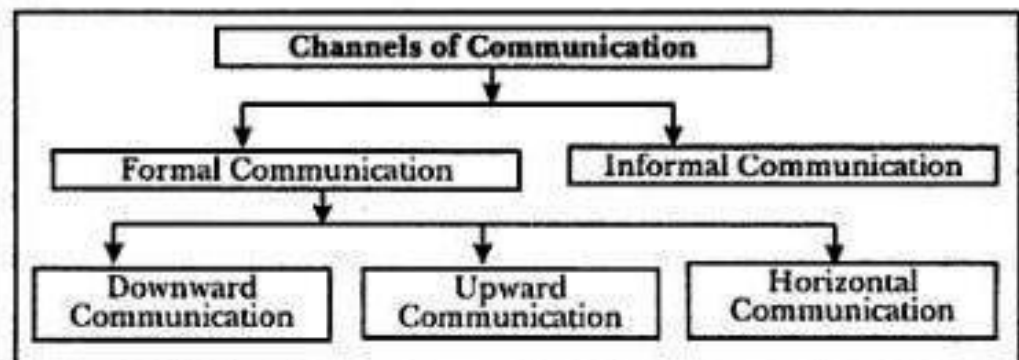 Channels of Communication
Formal Communication
Informal Communication
Downward
Communication
Upward
Communication
Horizontal
Communication